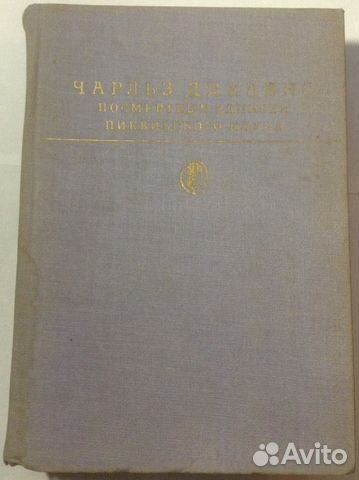 ЧАРЛЬЗ ДИККЕНС
ПОСМЕРТНЫЕ ЗАПИСКИ
ПИКВИКСКОГО КЛУБА
Avito